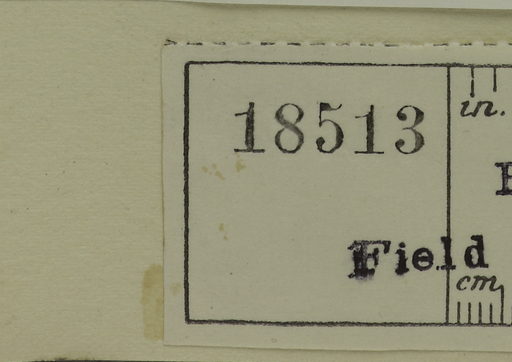 18513
in.
Field
cm